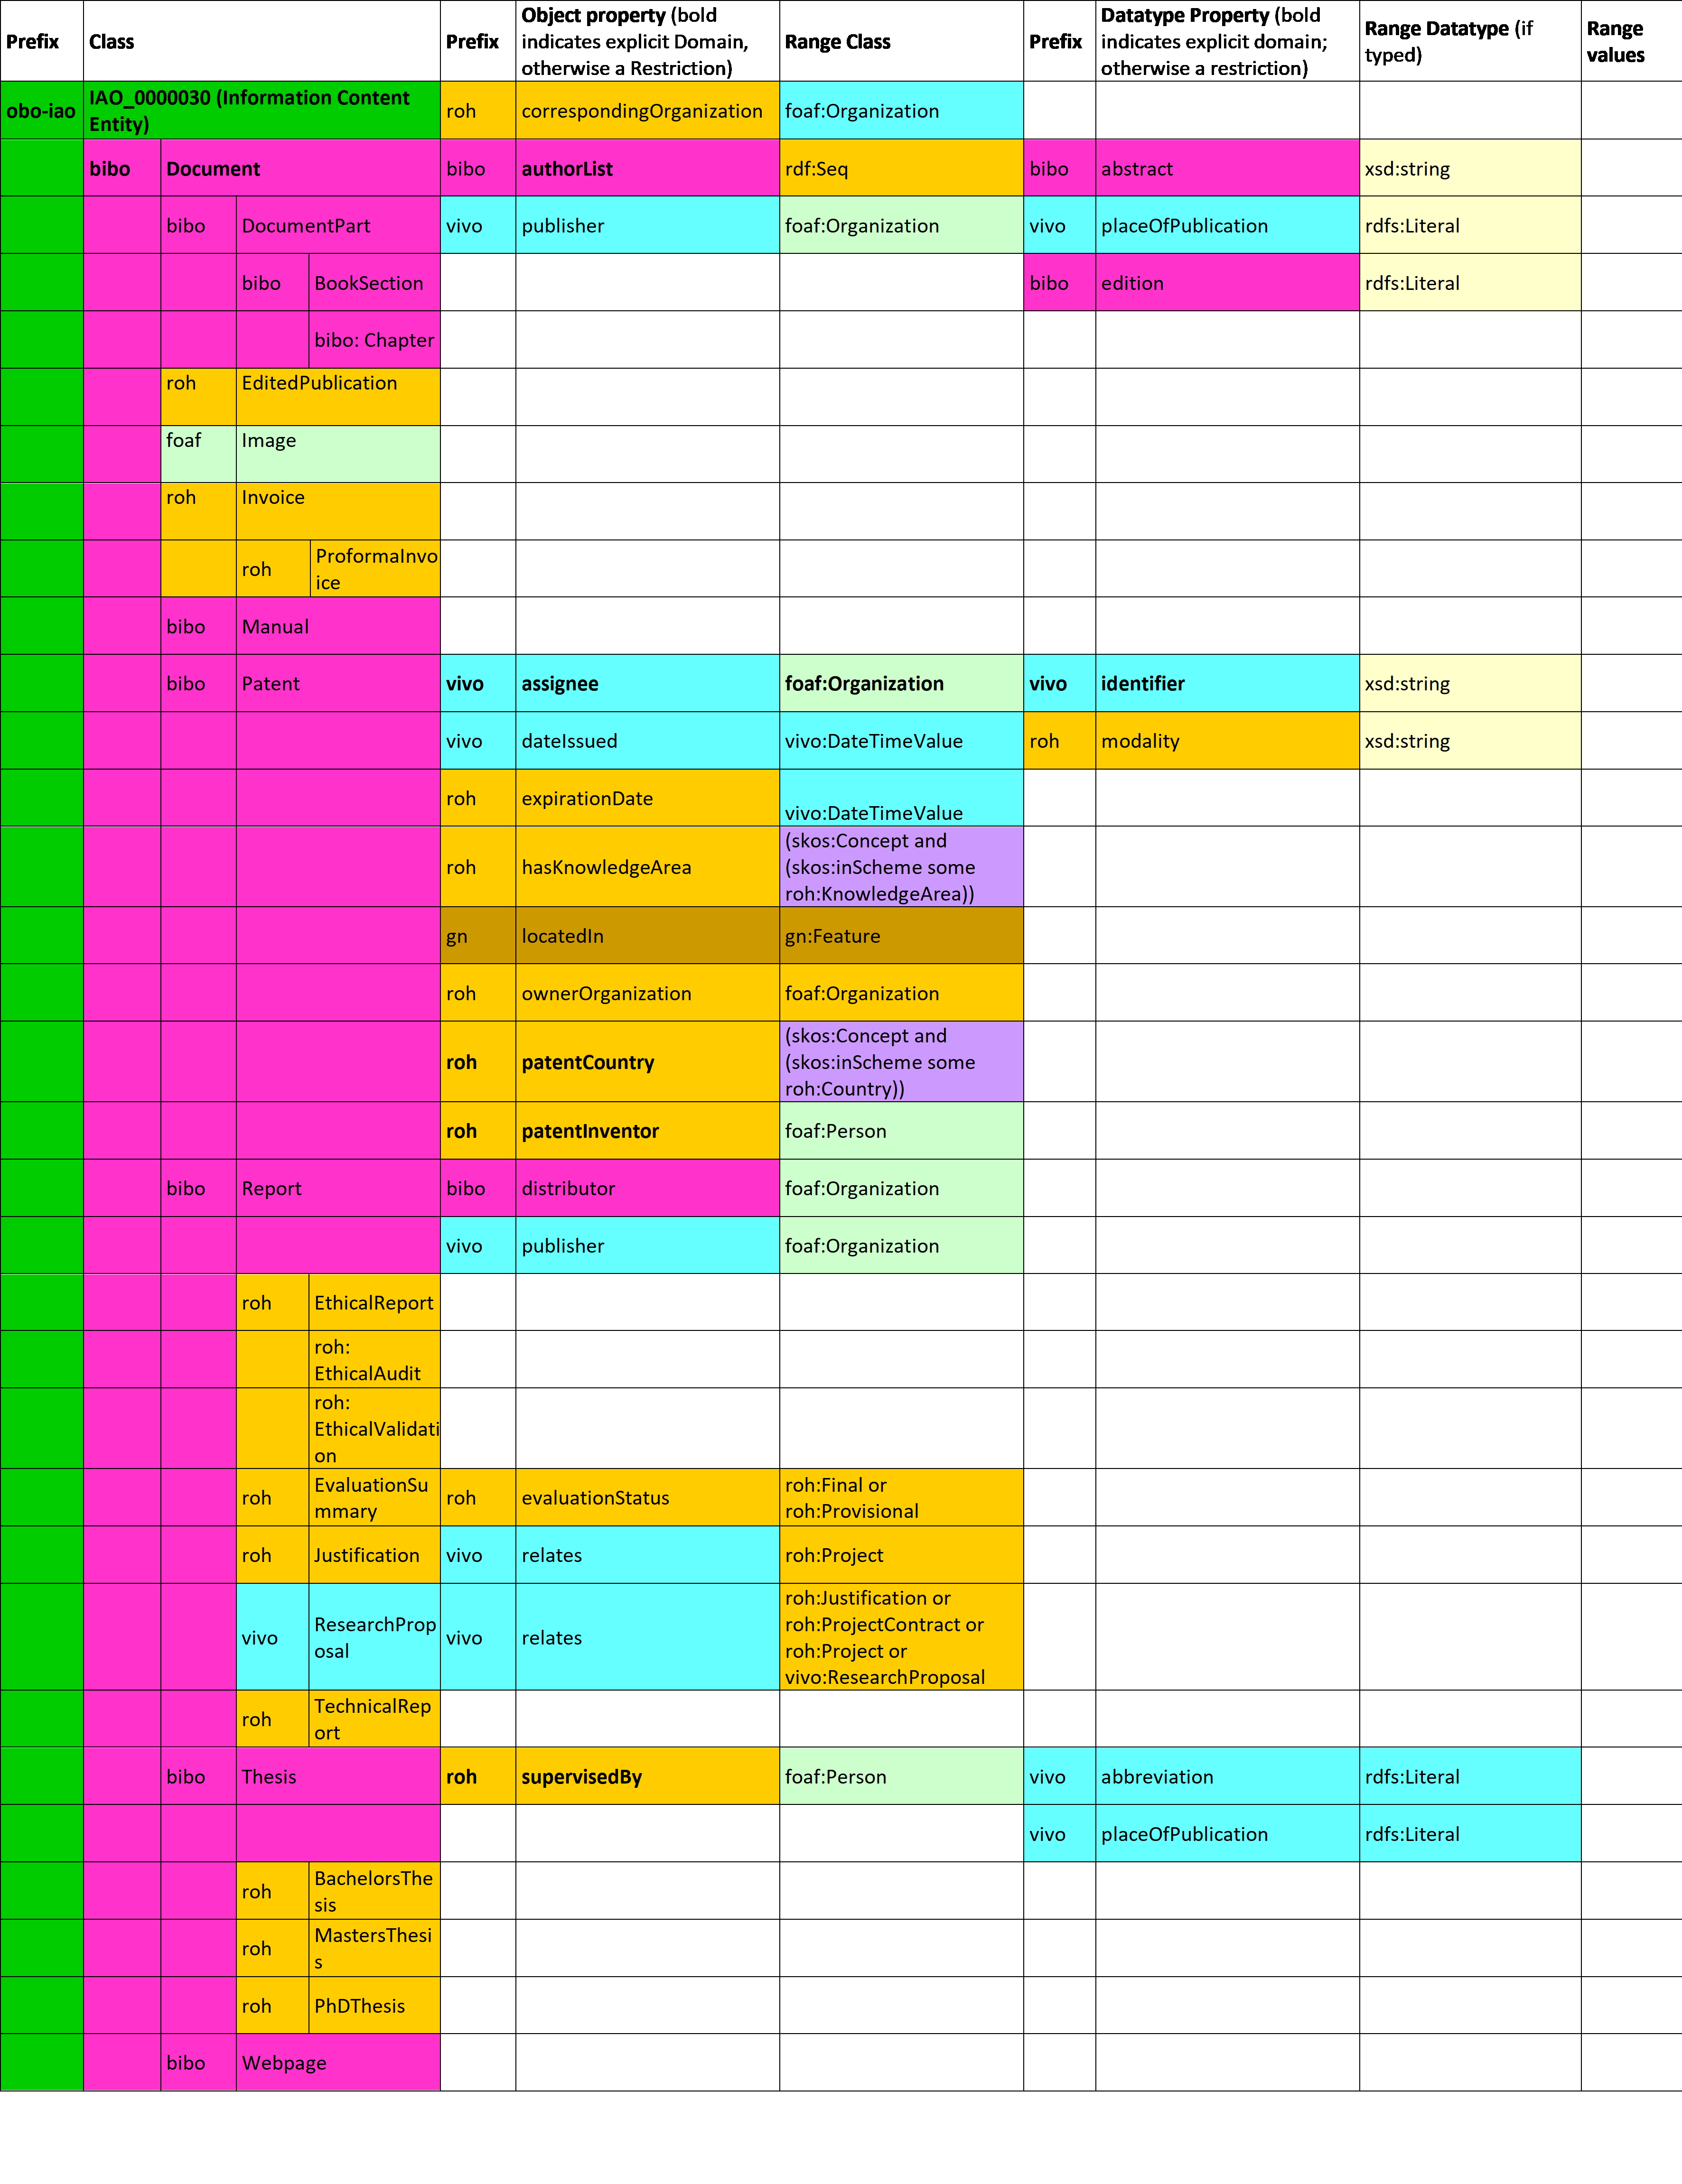 Prefix Class Prefix Object property (bold indicates explicit Domain, otherwise a Restriction) Range Class Prefix Datatype Property (bold indicates explicit domain; otherwise a restriction) Range Datatype (if typed) Range values
obo-iao IAO_0000030 (Information Content Entity) roh correspondingOrganization foaf:Organization
bibo Document bibo authorList rdf:Seq bibo abstract xsd:string
bibo DocumentPart vivo publisher foaf:Organization vivo placeOfPublication rdfs:Literal
bibo BookSection bibo edition rdfs:Literal
bibo: Chapter
roh EditedPublication
foaf Image
roh Invoice
roh ProformaInvoice
bibo Manual
bibo Patent vivo assignee foaf:Organization vivo identifier xsd:string
vivo dateIssued vivo:DateTimeValue roh modality xsd:string
roh expirationDate vivo:DateTimeValue
roh hasKnowledgeArea (skos:Concept and (skos:inScheme some roh:KnowledgeArea))
gn locatedIn gn:Feature
roh ownerOrganization foaf:Organization
roh patentCountry (skos:Concept and (skos:inScheme some roh:Country))
roh patentInventor foaf:Person
bibo Report bibo distributor foaf:Organization
vivo publisher foaf:Organization
roh EthicalReport
roh: EthicalAudit
roh: EthicalValidation
roh EvaluationSummary roh evaluationStatus roh:Final or roh:Provisional
roh Justification vivo relates roh:Project
vivo ResearchProposal vivo relates roh:Justification or roh:ProjectContract or roh:Project or vivo:ResearchProposal
roh TechnicalReport
bibo Thesis roh supervisedBy foaf:Person vivo abbreviation rdfs:Literal
vivo placeOfPublication rdfs:Literal
roh BachelorsThesis
roh MastersThesis
roh PhDThesis
bibo Webpage